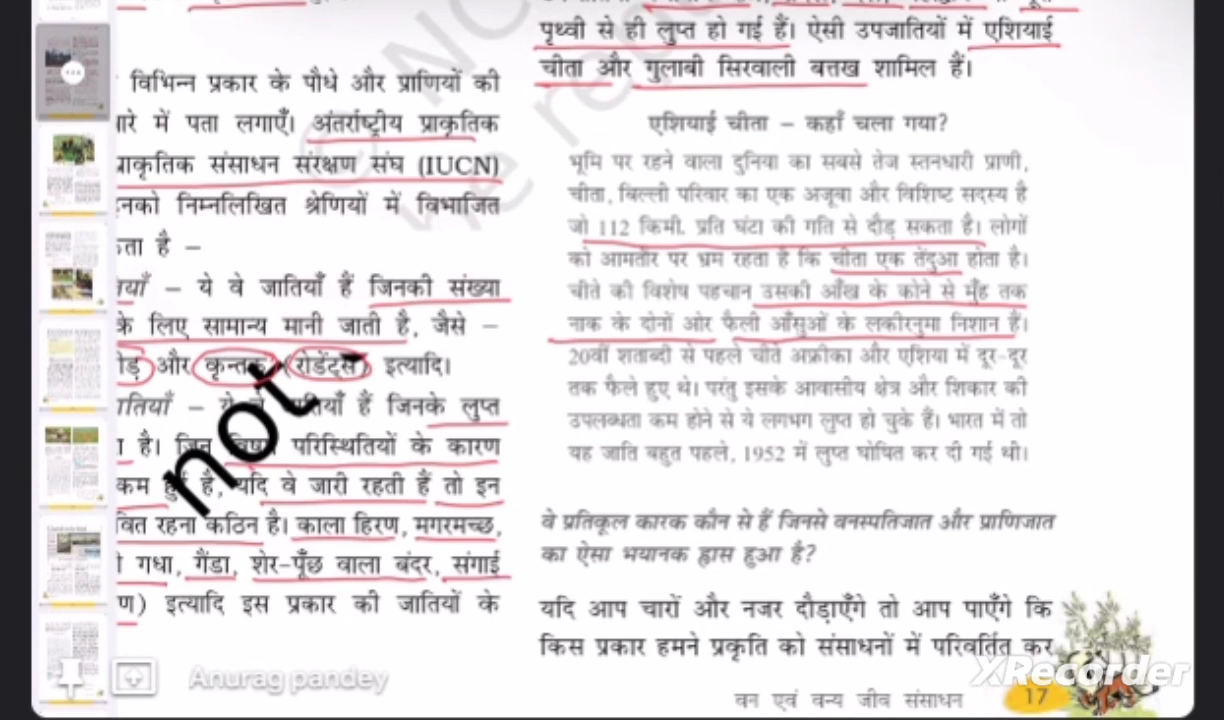 विभिन्न प्रकार के पौधे और प्राणियों की
में पता लगाएँ। अंतर्राष्ट्रीय प्राकृतिक
प्राकृतिक संसाधन संरक्षण संघ (IUCN)
निम्नलिखित श्रेणियों में विभाजित
है –
– ये वे जातियाँ हैं जिनकी संख्या
के लिए सामान्य मानी जाती है, जैसे –
और कृन्तक (रोडेंट्स) इत्यादि।
– ये वे जातियाँ हैं जिनके लुप्त
है। जिन विषम परिस्थितियों के कारण
कम हुई है, यदि वे जारी रहती हैं तो इन
रहना कठिन है। काला हिरण, मगरमच्छ,
गधा, गैंडा, शेर-पूँछ वाला बंदर, संगाई
इत्यादि इस प्रकार की जातियों के
not
पृथ्वी से ही लुप्त हो गई हैं। ऐसी उपजातियों में एशियाई
चीता और गुलाबी सिरवाली बत्तख शामिल हैं।
एशियाई चीता – कहाँ चला गया?
भूमि पर रहने वाला दुनिया का सबसे तेज स्तनधारी प्राणी,
चीता, बिल्ली परिवार का एक अजूबा और विशिष्ट सदस्य है
जो 112 किमी. प्रति घंटा की गति से दौड़ सकता है। लोगों
को आमतौर पर भ्रम रहता है कि चीता एक तेंदुआ होता है।
चीते की विशेष पहचान उसकी आँख के कोने से मुँह तक
नाक के दोनों ओर फैली आँसुओं के लकीरनुमा निशान हैं।
20वीं शताब्दी से पहले चीते अफ्रीका और एशिया में दूर-दूर
तक फैले हुए थे। परंतु इसके आवासीय क्षेत्र और शिकार की
उपलब्धता कम होने से ये लगभग लुप्त हो चुके हैं। भारत में तो
यह जाति बहुत पहले, 1952 में लुप्त घोषित कर दी गई थी।
वे प्रतिकूल कारक कौन से हैं जिनसे वनस्पतिजात और प्राणिजात
का ऐसा भयानक ह्रास हुआ है?
यदि आप चारों और नजर दौड़ाएँगे तो आप पाएँगे कि
किस प्रकार हमने प्रकृति को संसाधनों में परिवर्तित कर
वन एवं वन्य जीव संसाधन 17
Anurag pandey
XRecorder